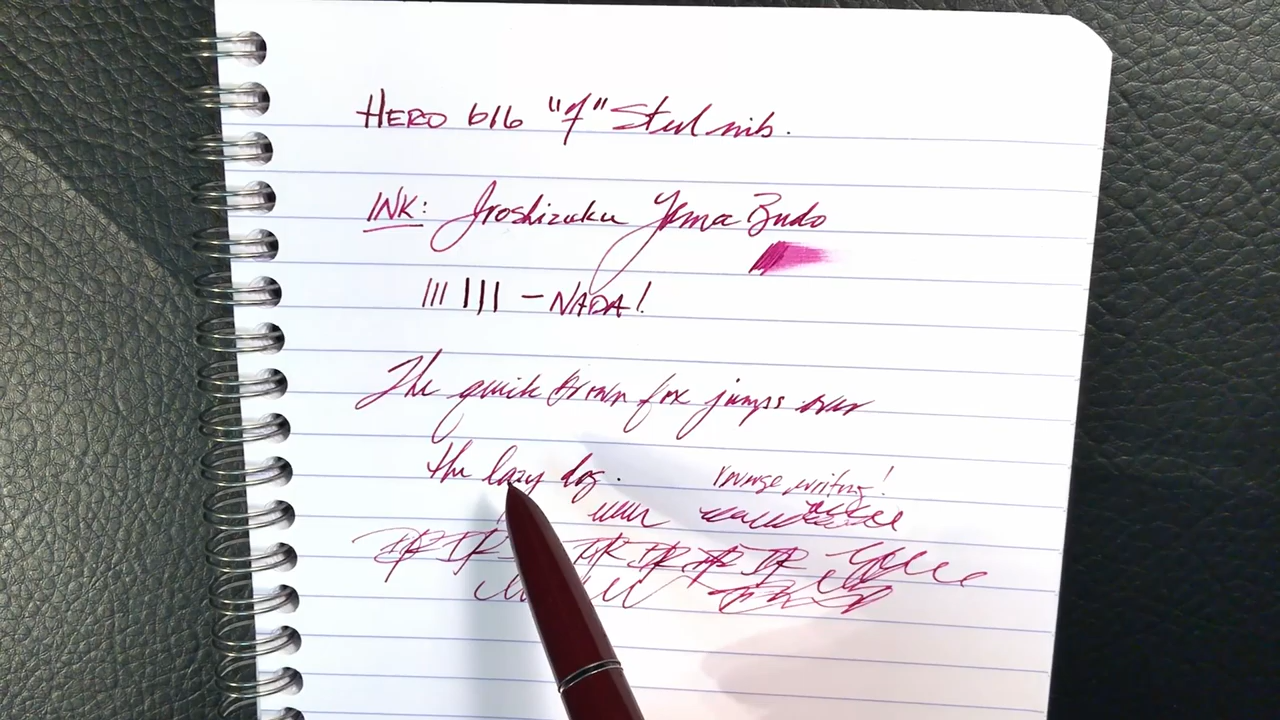 HERO 616 "F" Steel nib.
INK: Iroshizuku Yama Budo
— NADA!
The quick brown fox jumps over
the lazy dog.
reverse writing!